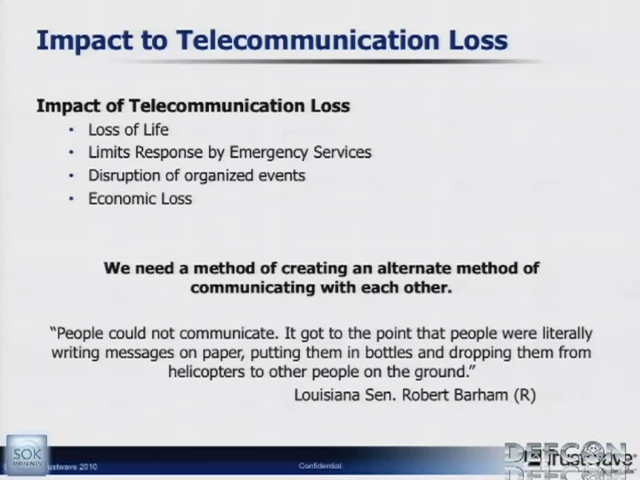 Impact to Telecommunication Loss
Impact of Telecommunication Loss
• Loss of Life
• Limits Response by Emergency Services
• Disruption of organized events
• Economic Loss
We need a method of creating an alternate method of
communicating with each other.
“People could not communicate. It got to the point that people were literally
writing messages on paper, putting them in bottles and dropping them from
helicopters to other people on the ground.”
Louisiana Sen. Robert Barham (R)
SOK
Trustwave 2010
Confidential
DEFCON
Trustwave